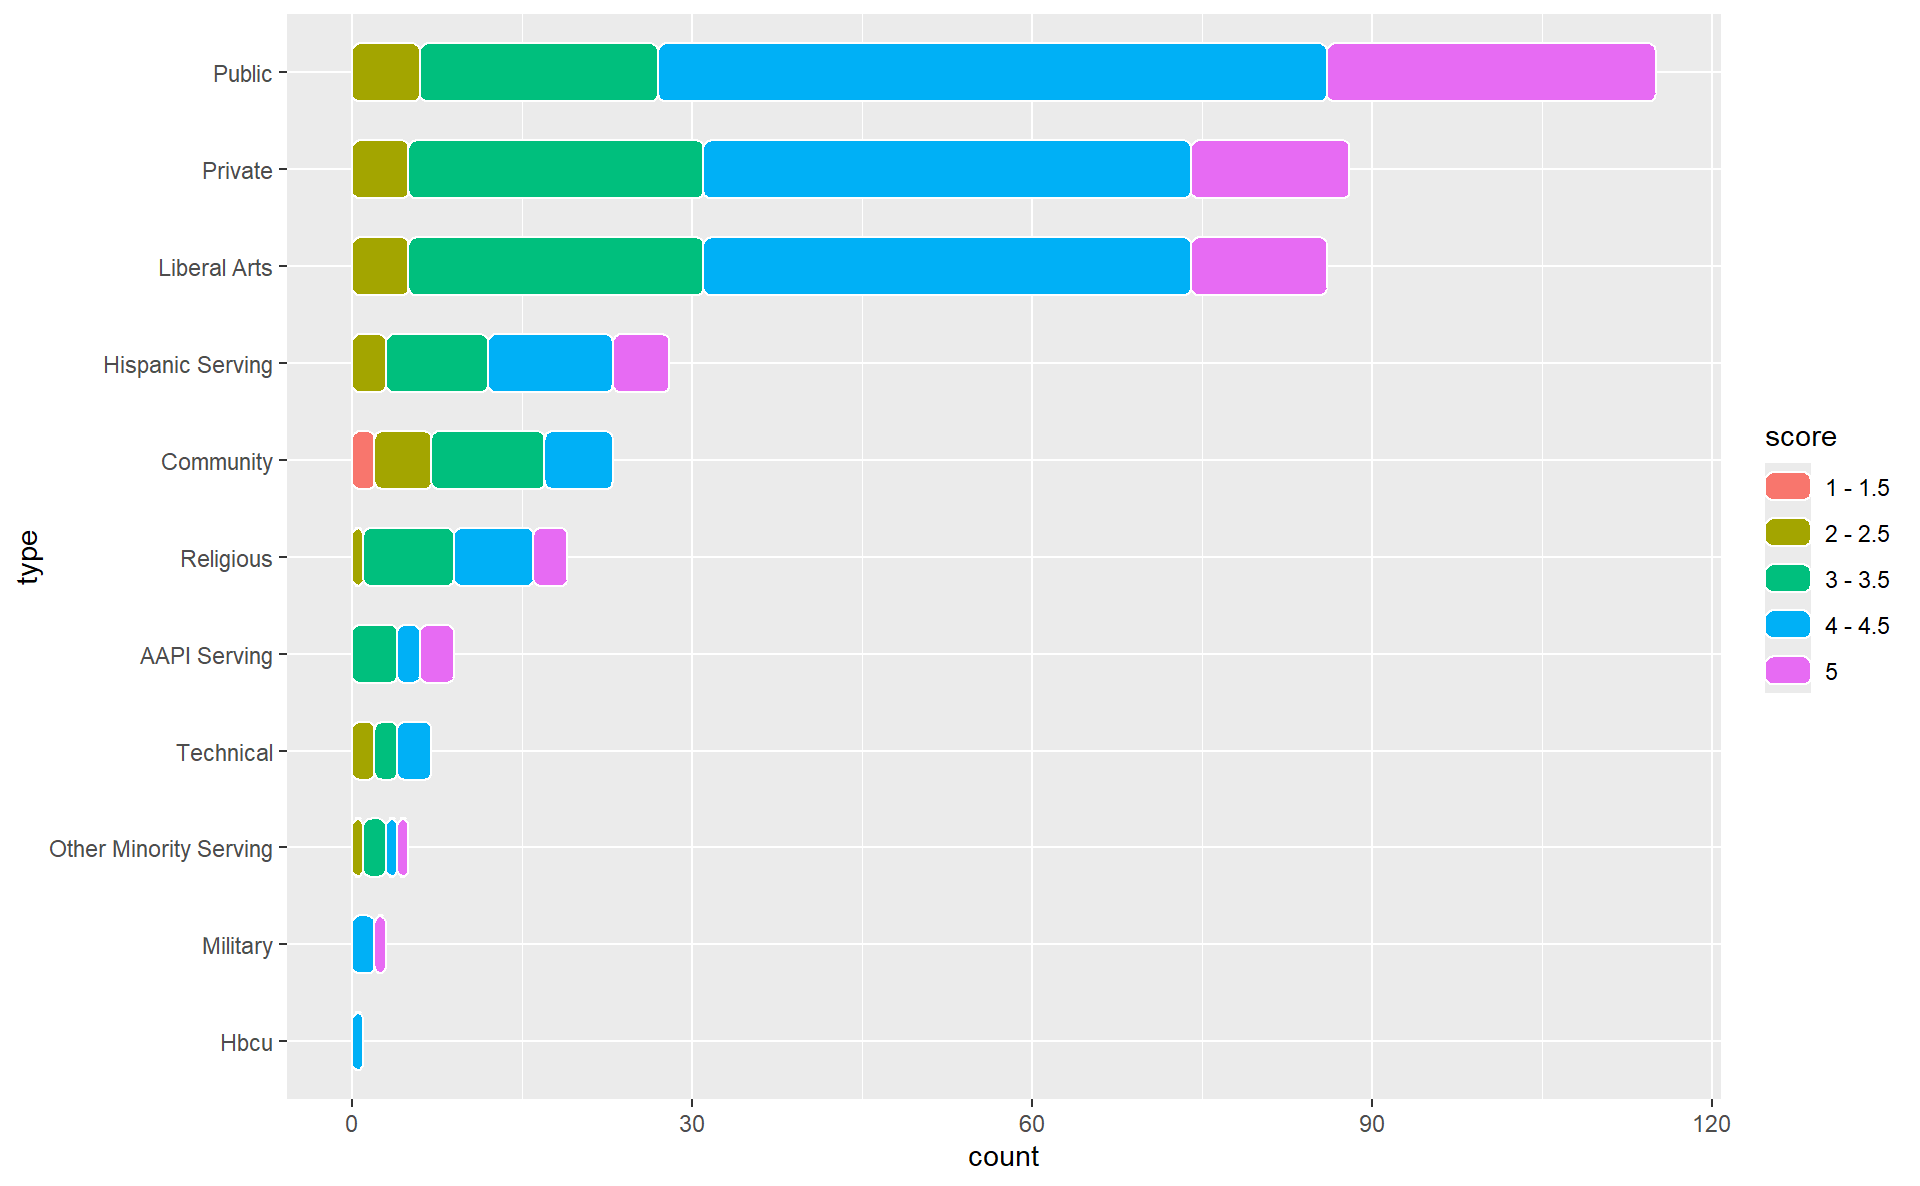 Public
Private
Liberal Arts
Hispanic Serving
Community
Religious
AAPI Serving
Technical
Other Minority Serving
Military
Hbcu
type
0 30 60 90 120
count
score
1 - 1.5
2 - 2.5
3 - 3.5
4 - 4.5
5